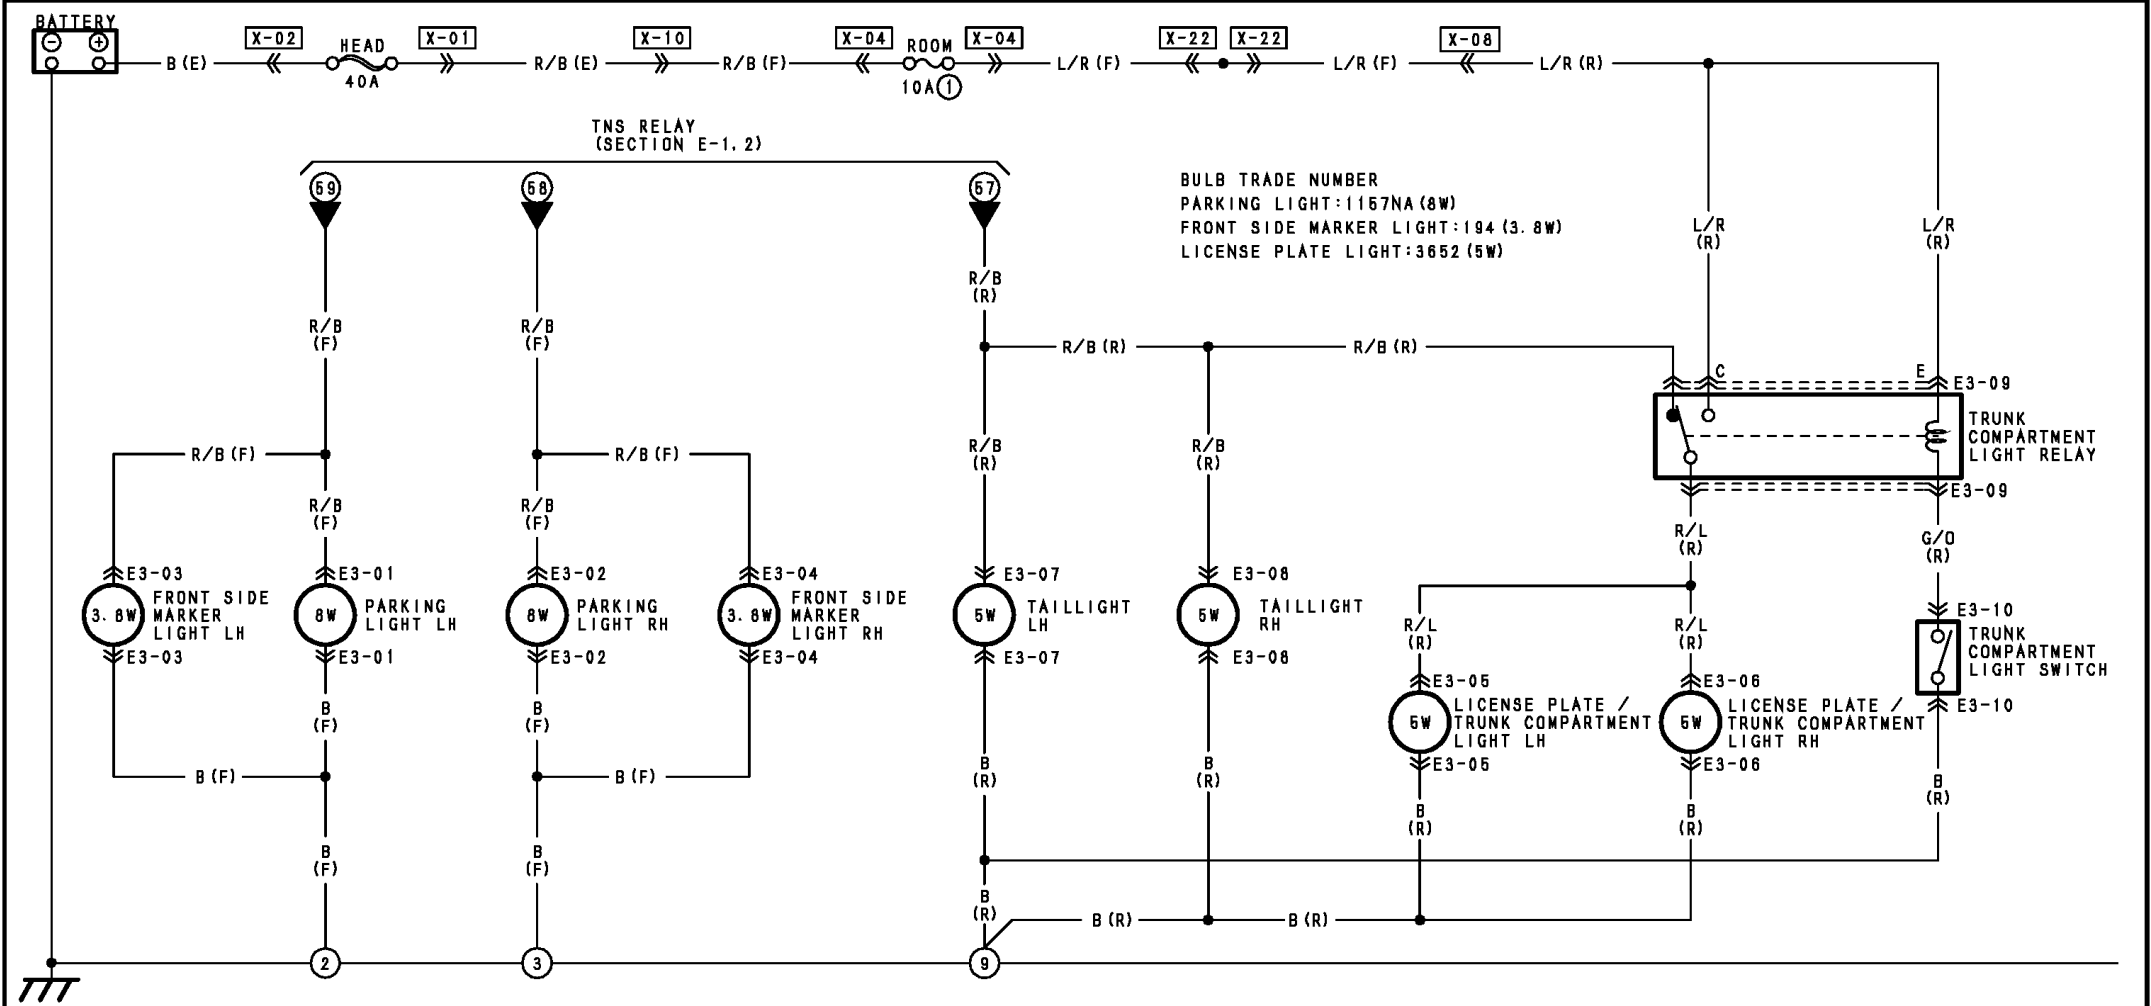 BATTERY
− +
B (E)
X-02
HEAD
40A
X-01
R/B (E)
X-10
R/B (F)
X-04
ROOM
10A 1
X-04
L/R (F)
X-22
X-22
L/R (F)
X-08
L/R (R)
TNS RELAY
(SECTION E-1, 2)
59
58
57
BULB TRADE NUMBER
PARKING LIGHT:1157NA (8W)
FRONT SIDE MARKER LIGHT:194 (3.8W)
LICENSE PLATE LIGHT:3652 (5W)
L/R
(R)
L/R
(R)
R/B
(R)
R/B
(F)
R/B
(F)
R/B (R)
R/B (R)
C
E
E3-09
TRUNK
COMPARTMENT
LIGHT RELAY
E3-09
R/B (F)
R/B (F)
R/B
(R)
R/B
(R)
R/B
(F)
R/B
(F)
R/L
(R)
G/O
(R)
E3-03
E3-01
E3-02
E3-04
E3-07
E3-08
3.8W
FRONT SIDE
MARKER
LIGHT LH
8W
PARKING
LIGHT LH
8W
PARKING
LIGHT RH
3.8W
FRONT SIDE
MARKER
LIGHT RH
5W
TAILLIGHT
LH
5W
TAILLIGHT
RH
E3-03
E3-01
E3-02
E3-04
E3-07
E3-08
R/L
(R)
R/L
(R)
E3-10
TRUNK
COMPARTMENT
LIGHT SWITCH
E3-10
E3-05
E3-06
5W
LICENSE PLATE /
TRUNK COMPARTMENT
LIGHT LH
5W
LICENSE PLATE /
TRUNK COMPARTMENT
LIGHT RH
E3-05
E3-06
B
(F)
B
(F)
B (F)
B (F)
B
(R)
B
(R)
B
(R)
B
(R)
B
(R)
B
(F)
B
(F)
B
(R)
B (R)
B (R)
2
3
9